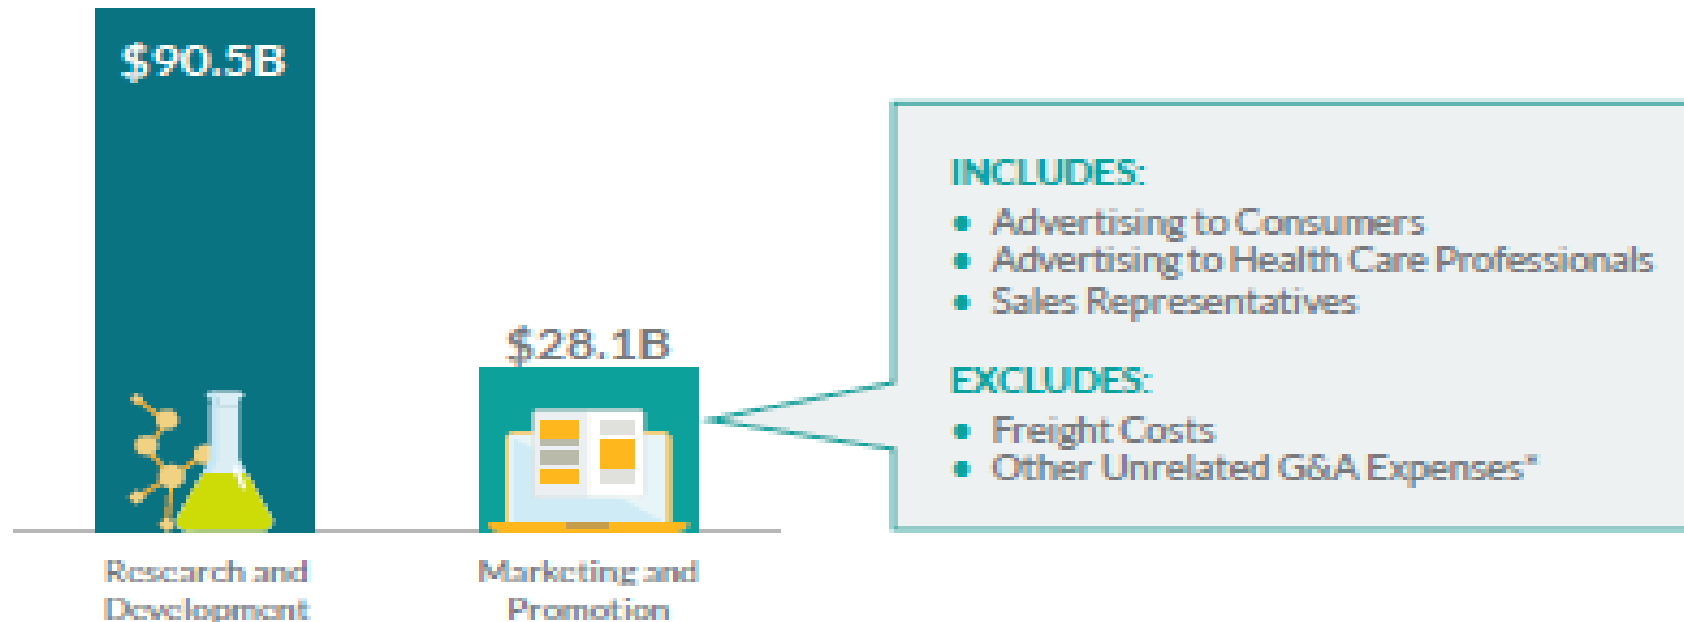 $90.5B
$28.1B
Research and
Development
Marketing and
Promotion
INCLUDES:
• Advertising to Consumers
• Advertising to Health Care Professionals
• Sales Representatives
EXCLUDES:
• Freight Costs
• Other Unrelated G&A Expenses*